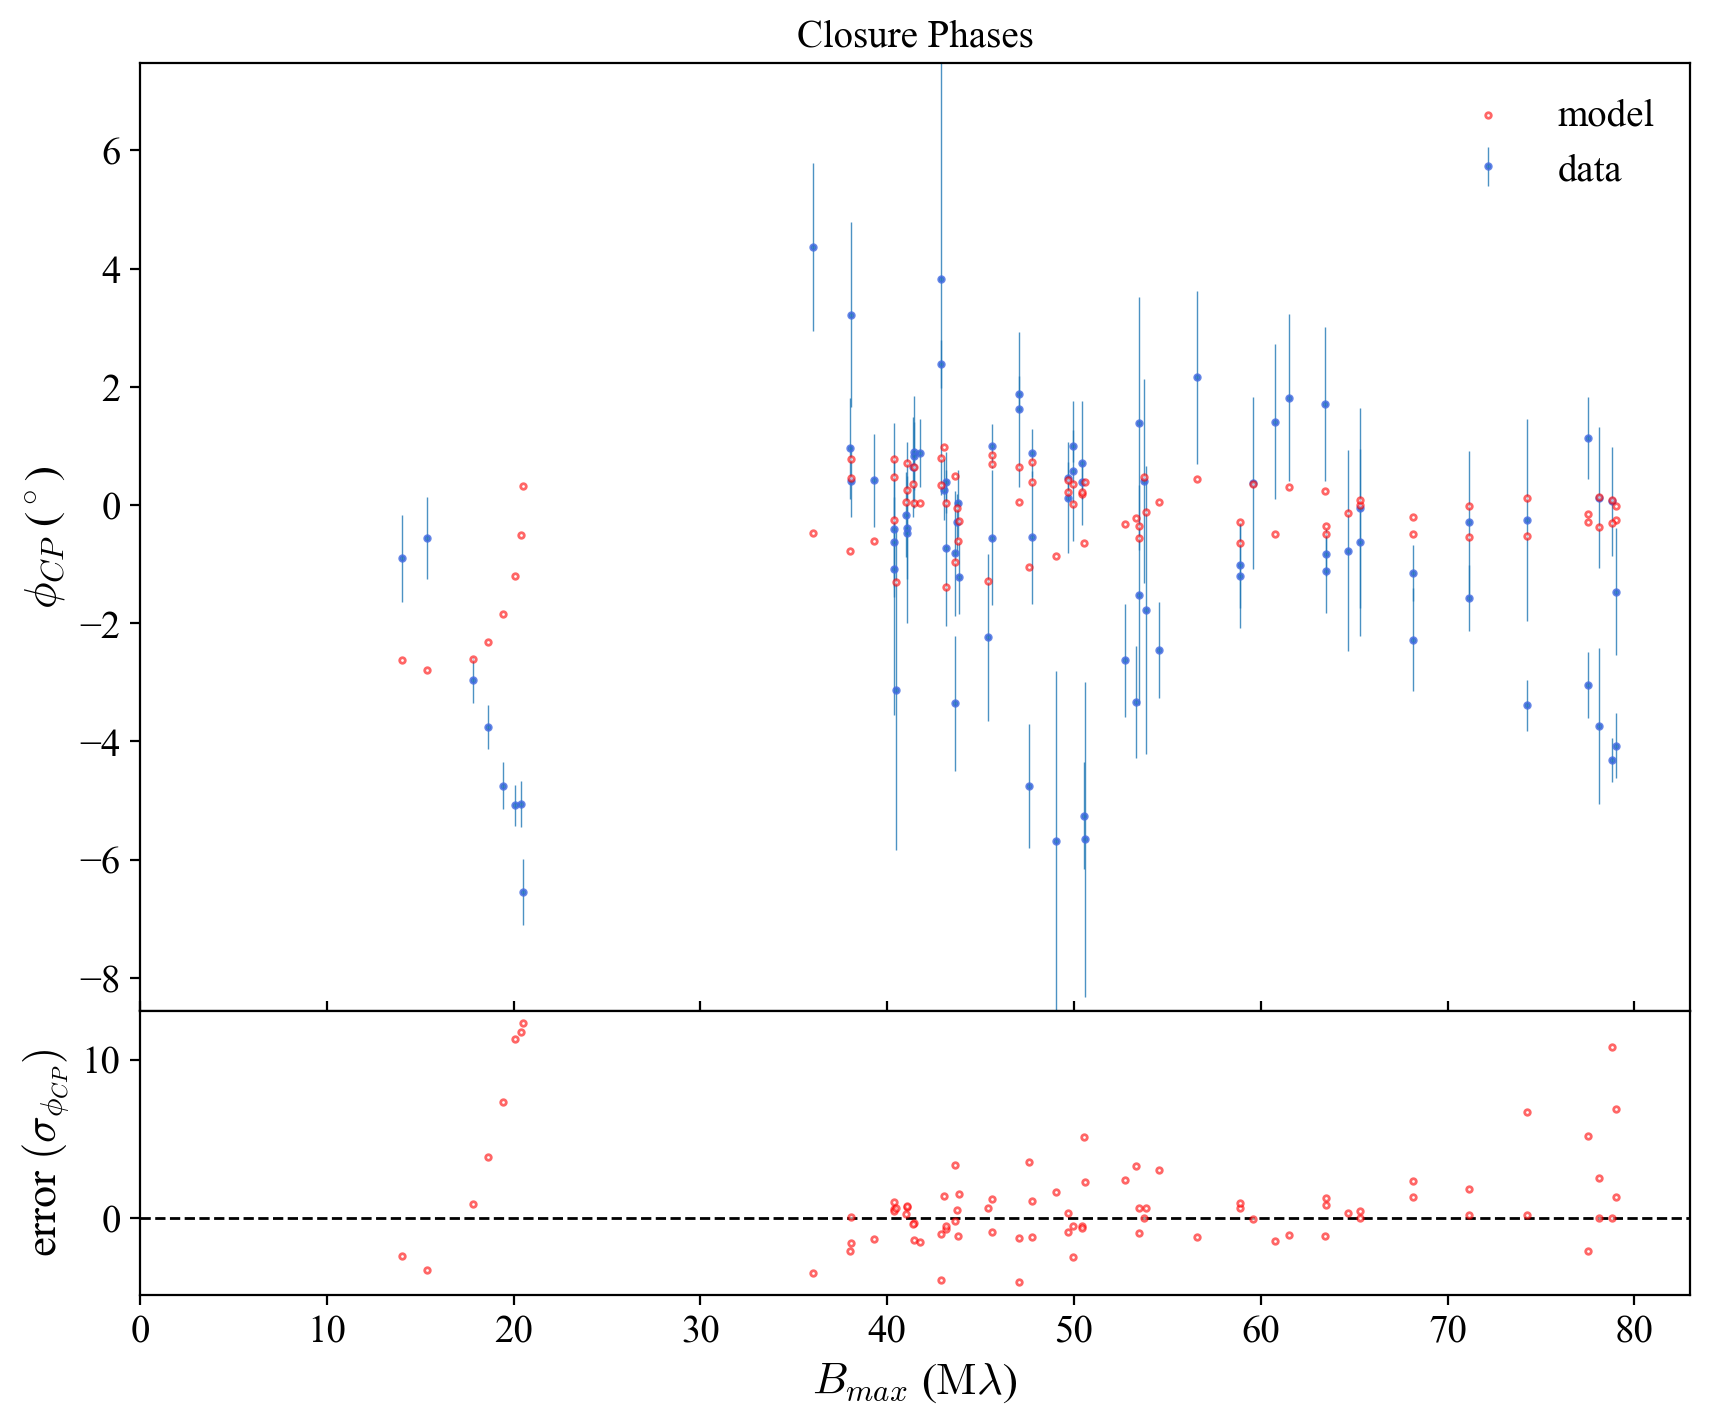 Closure Phases
model
data
6
4
2
0
−2
−4
−6
−8
ϕCP (°)
10
0
error (σϕCP)
0 10 20 30 40 50 60 70 80
Bmax (Mλ)